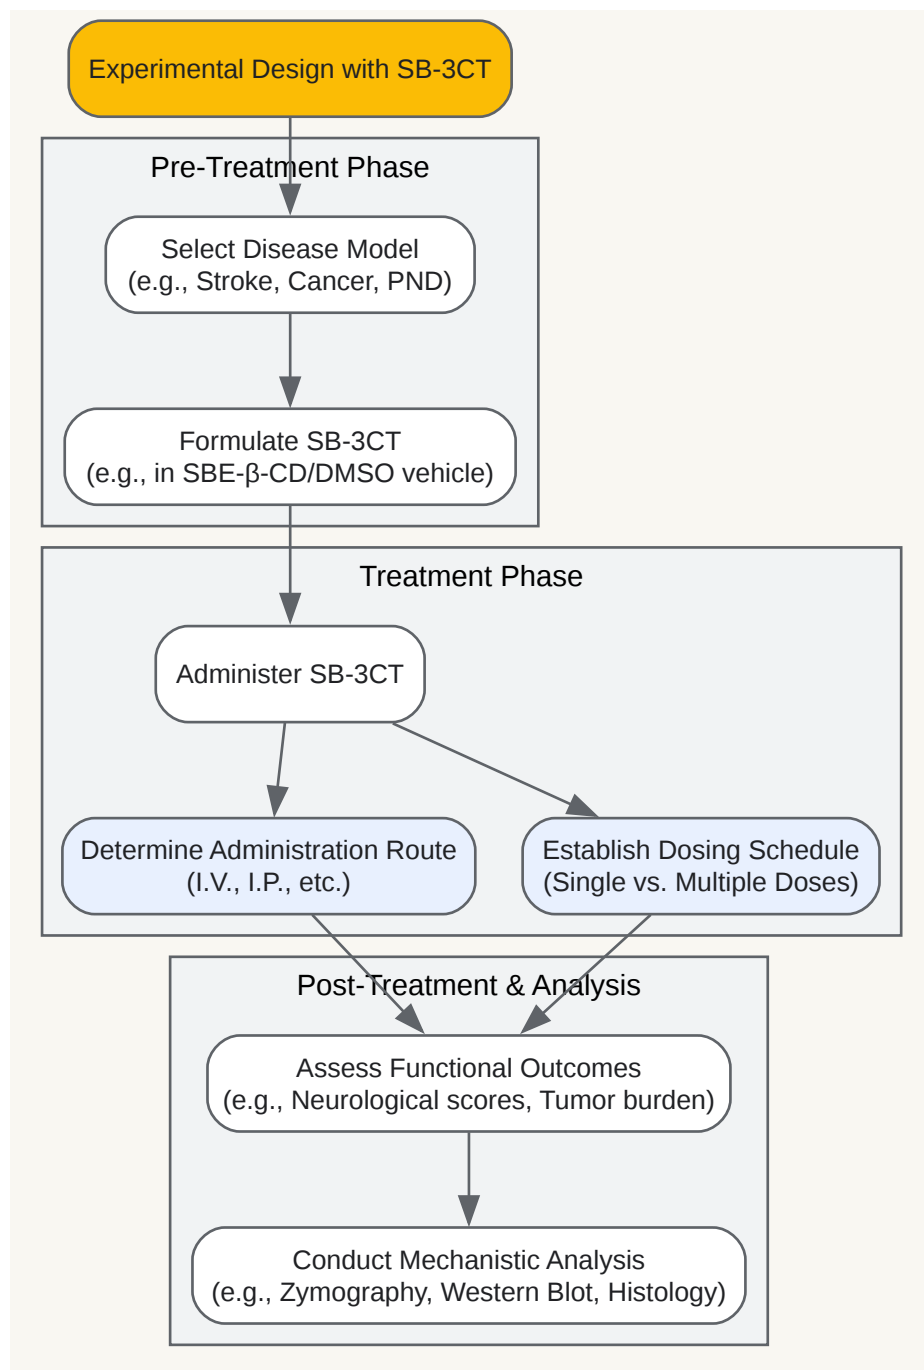 Experimental Design with SB-3CT
Pre-Treatment Phase
Select Disease Model
(e.g., Stroke, Cancer, PND)
Formulate SB-3CT
(e.g., in SBE-β-CD/DMSO vehicle)
Treatment Phase
Administer SB-3CT
Determine Administration Route
(I.V., I.P., etc.)
Establish Dosing Schedule
(Single vs. Multiple Doses)
Post-Treatment & Analysis
Assess Functional Outcomes
(e.g., Neurological scores, Tumor burden)
Conduct Mechanistic Analysis
(e.g., Zymography, Western Blot, Histology)